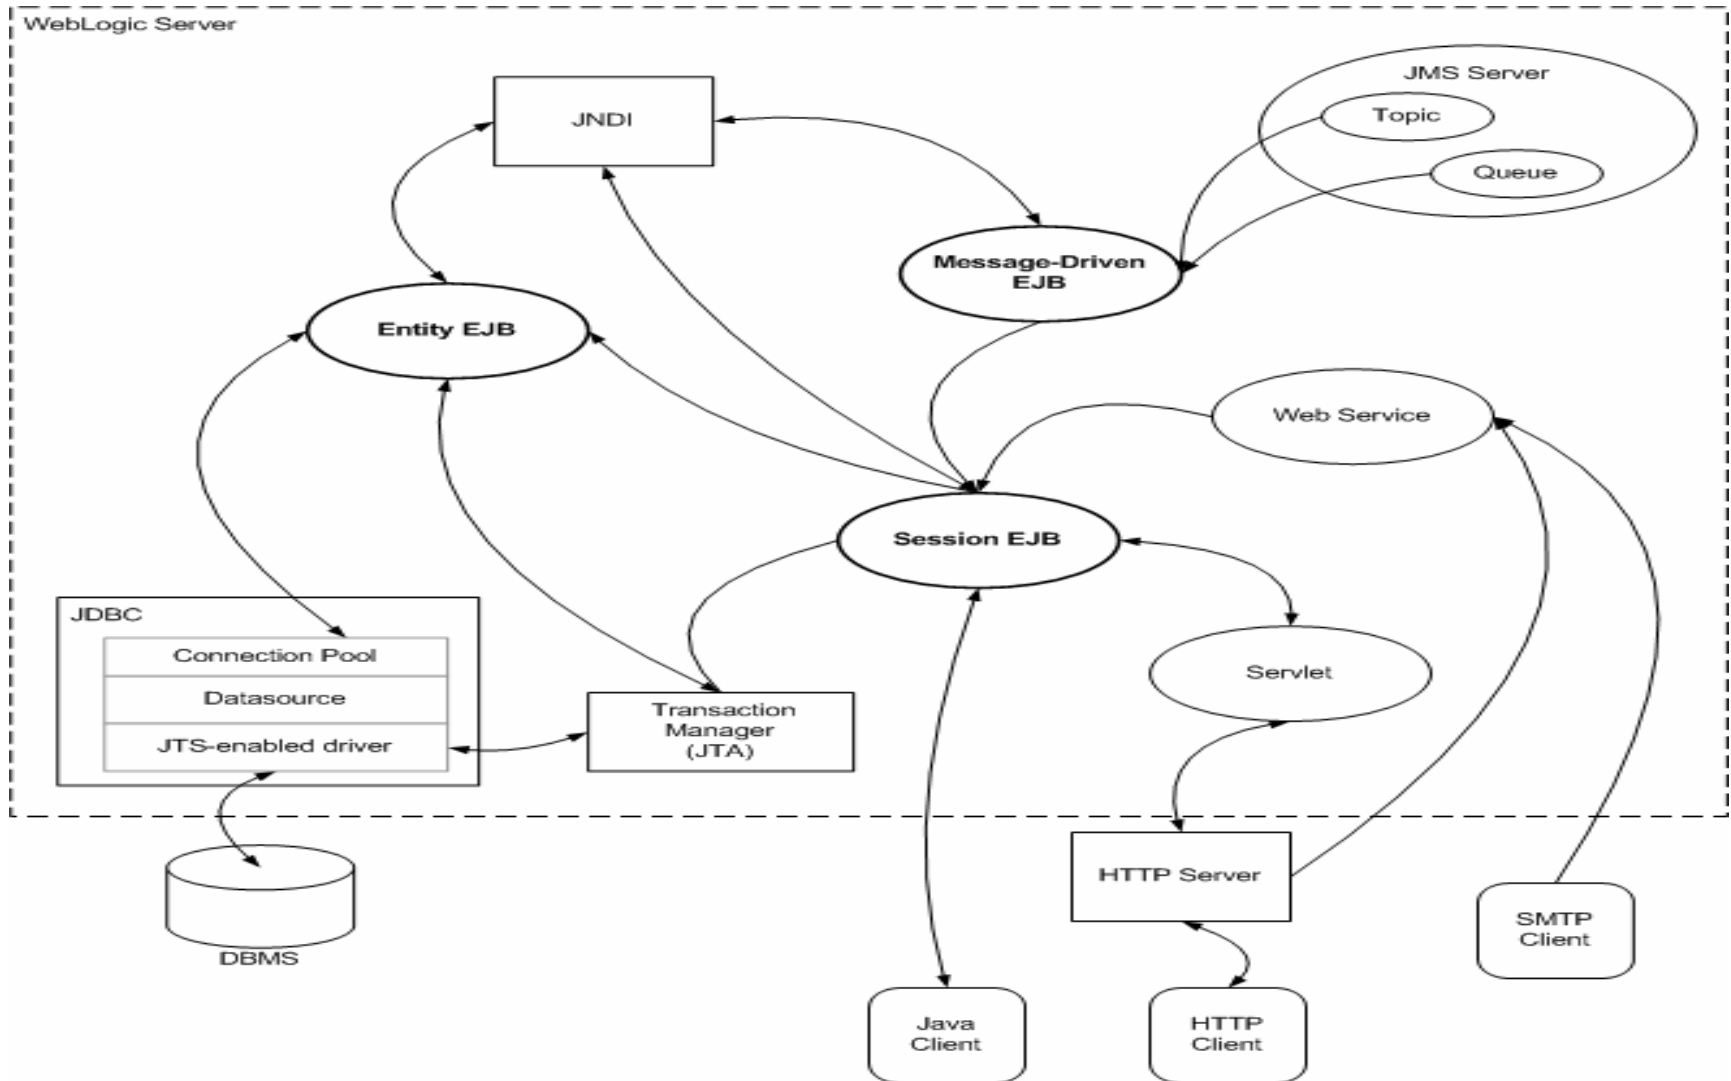 WebLogic Server
JMS Server
Topic
Queue
JNDI
Message-Driven
EJB
Entity EJB
Web Service
Session EJB
JDBC
Connection Pool
Datasource
JTS-enabled driver
Transaction
Manager
(JTA)
Servlet
HTTP Server
SMTP
Client
DBMS
Java
Client
HTTP
Client